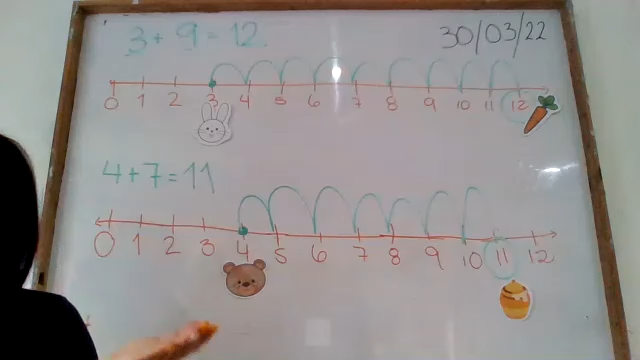 3 + 9 = 12.
30/03/22
0 1 2 3 4 5 6 7 8 9 10 11 12
4 + 7 = 11
0 1 2 3 4 5 6 7 8 9 10 11 12